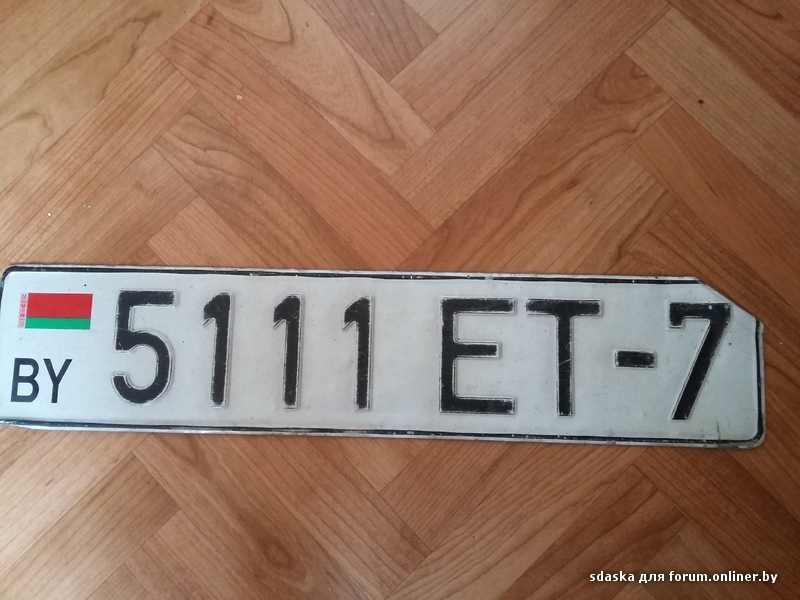 BY 5111 ET-7
sdaska для forum.onliner.by